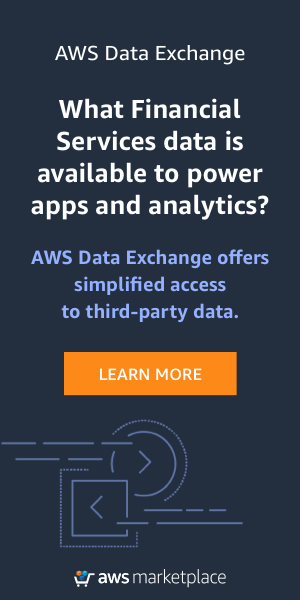 AWS Data Exchange
What Financial
Services data is
available to power
apps and analytics?
AWS Data Exchange offers
simplified access
to third-party data.
LEARN MORE
aws marketplace